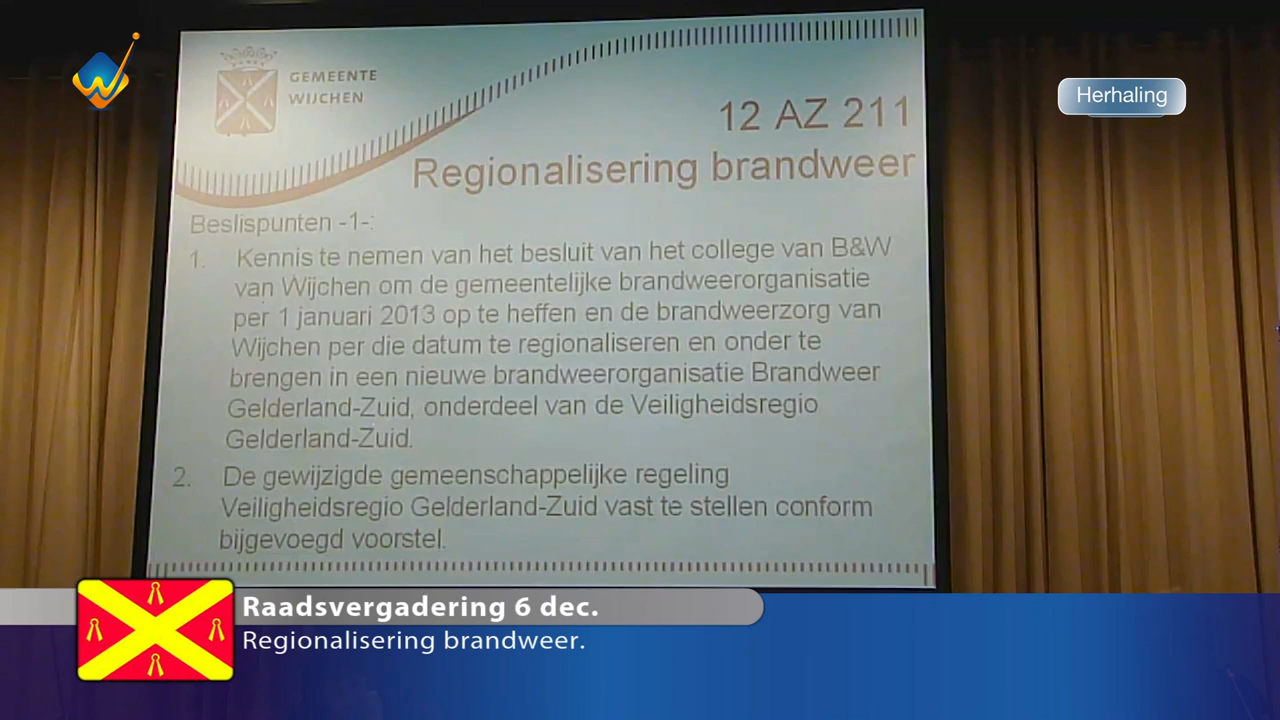 Herhaling
GEMEENTE
WIJCHEN
12 AZ 211
Regionalisering brandweer
Beslispunten -1-:
1. Kennis te nemen van het besluit van het college van B&W
van Wijchen om de gemeentelijke brandweerorganisatie
per 1 januari 2013 op te heffen en de brandweerzorg van
Wijchen per die datum te regionaliseren en onder te
brengen in een nieuwe brandweerorganisatie Brandweer
Gelderland-Zuid, onderdeel van de Veiligheidsregio
Gelderland-Zuid.
2. De gewijzigde gemeenschappelijke regeling
Veiligheidsregio Gelderland-Zuid vast te stellen conform
bijgevoegd voorstel.
Raadsvergadering 6 dec.
Regionalisering brandweer.